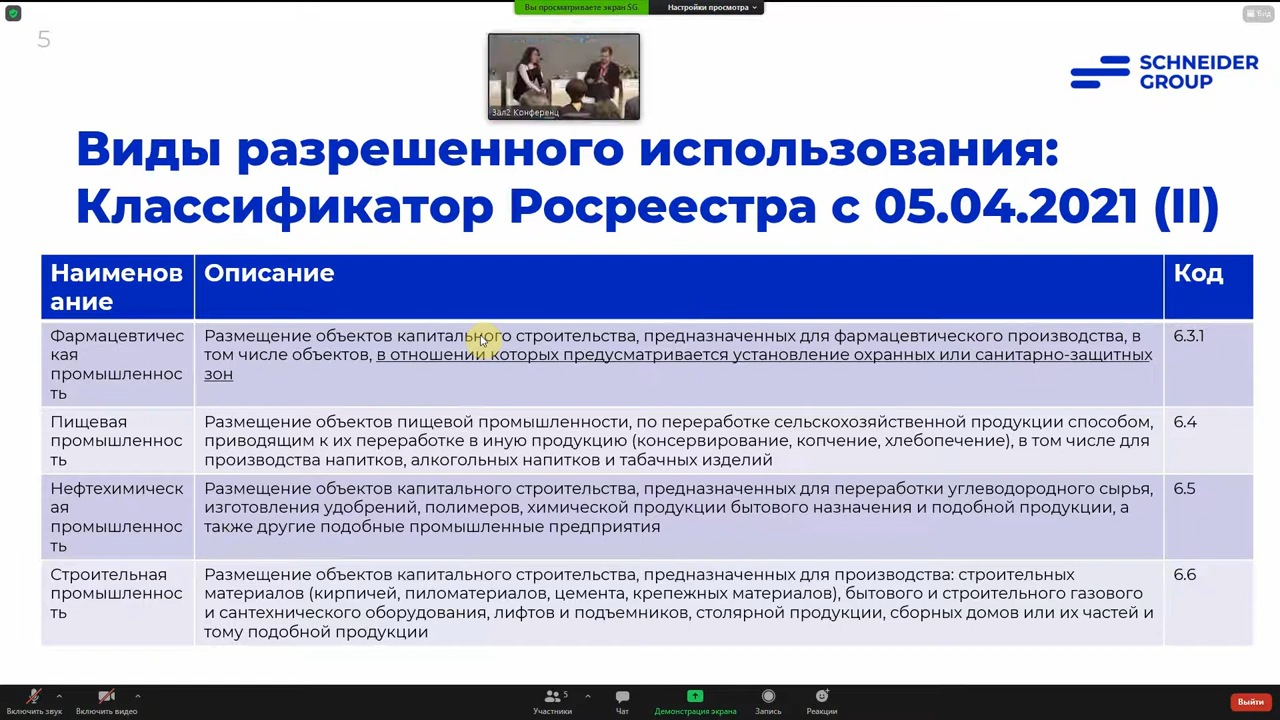 Вы просматриваете экран SG
Настройки просмотра
Вид
5
SCHNEIDER
GROUP
Зал2 Конференц
Виды разрешенного использования:
Классификатор Росреестра с 05.04.2021 (II)
Наименов
ание
Описание
Код
Фармацевтичес
кая
промышленнос
ть
Размещение объектов капитального строительства, предназначенных для фармацевтического производства, в
том числе объектов, в отношении которых предусматривается установление охранных или санитарно-защитных
зон
6.3.1
Пищевая
промышленнос
ть
Размещение объектов пищевой промышленности, по переработке сельскохозяйственной продукции способом,
приводящим к их переработке в иную продукцию (консервирование, копчение, хлебопечение), в том числе для
производства напитков, алкогольных напитков и табачных изделий
6.4
Нефтехимическ
ая
промышленнос
ть
Размещение объектов капитального строительства, предназначенных для переработки углеводородного сырья,
изготовления удобрений, полимеров, химической продукции бытового назначения и подобной продукции, а
также другие подобные промышленные предприятия
6.5
Строительная
промышленнос
ть
Размещение объектов капитального строительства, предназначенных для производства: строительных
материалов (кирпичей, пиломатериалов, цемента, крепежных материалов), бытового и строительного газового
и сантехнического оборудования, лифтов и подъемников, столярной продукции, сборных домов или их частей и
тому подобной продукции
6.6
Включить звук
Включить видео
5
Участники
Чат
Демонстрация экрана
Запись
Реакции
Выйти